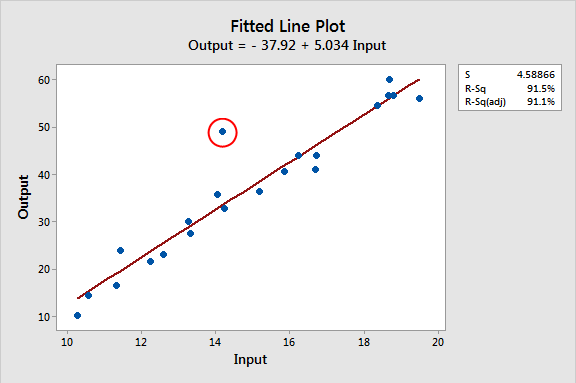 Fitted Line Plot
Output = - 37.92 + 5.034 Input
S 4.58866
R-Sq 91.5%
R-Sq(adj) 91.1%
60
50
40
30
20
10
Output
10 12 14 16 18 20
Input